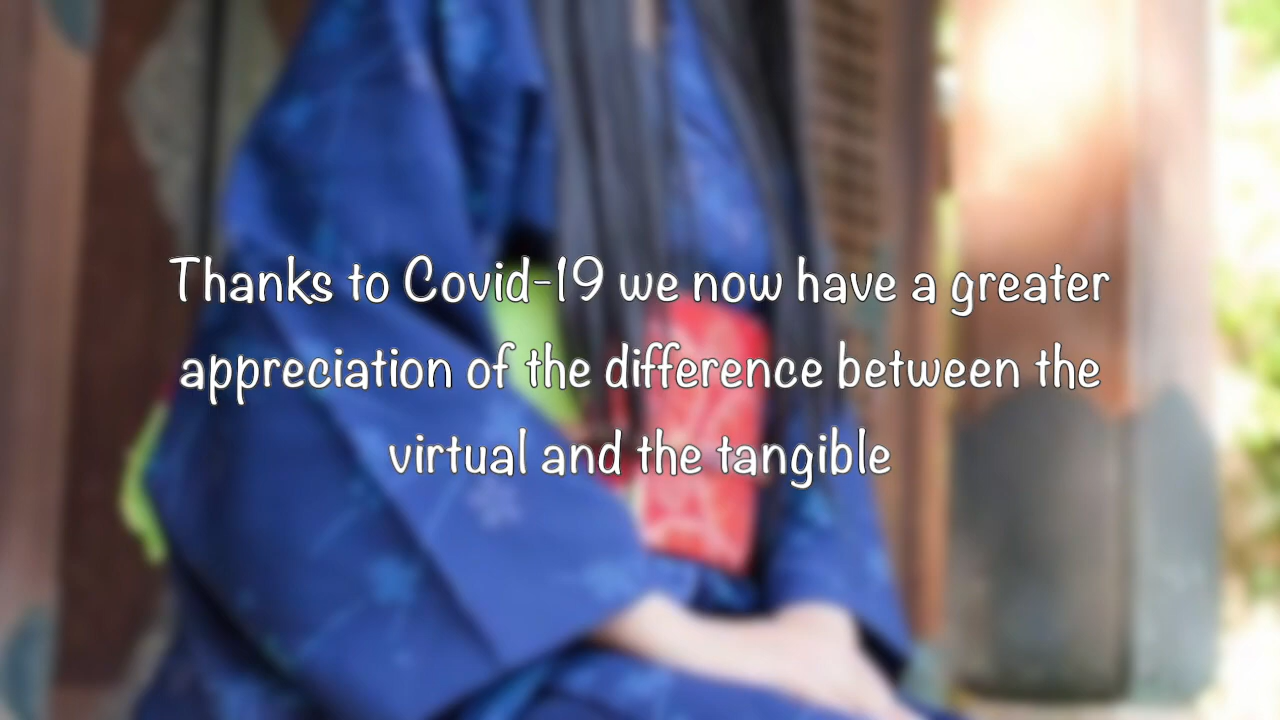 Thanks to Covid-19 we now have a greater
appreciation of the difference between the
virtual and the tangible